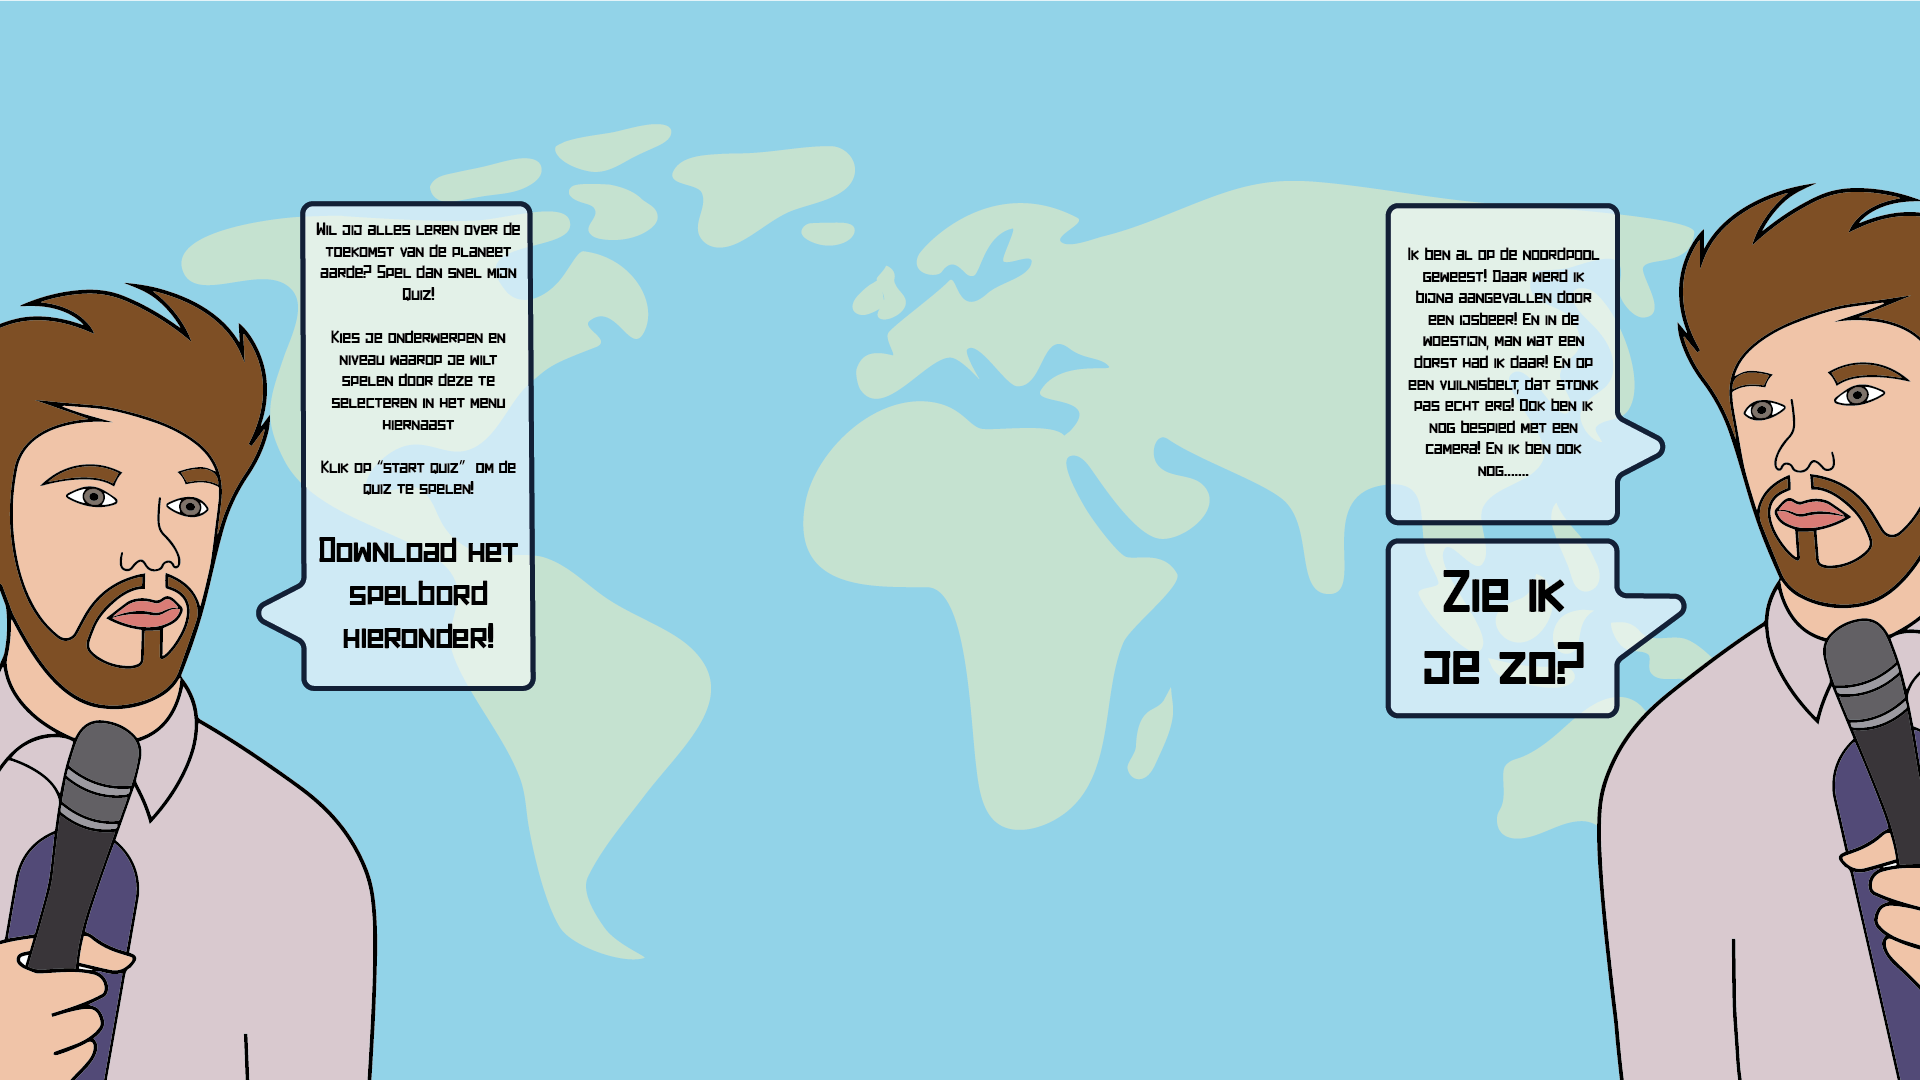 Wil jij alles leren over de
toekomst van de planeet
aarde? Spel dan snel mijn
Quiz!
Kies je onderwerpen en
niveau waarop je wilt
spelen door deze te
selecteren in het menu
hiernaast
Klik op “start quiz” om de
quiz te spelen!
Download het
spelbord
hieronder!
Ik ben al op de noordpool
geweest! Daar werd ik
bijna aangevallen door
een ijsbeer! En in de
woestijn, man wat een
dorst had ik daar! En op
een vuilnisbelt, dat stonk
pas echt erg! Ook ben ik
nog bespied met een
camera! En ik ben ook
nog.......
Zie ik
je zo?